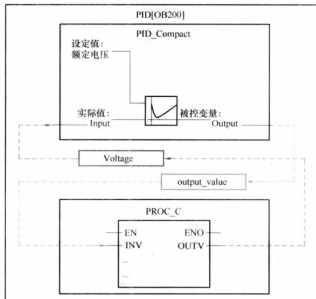 PID[OB200]
PID_Compact
设定值:
额定电压
实际值:
被控变量:
Input
Output
Voltage
output_value
PROC_C
EN
ENO
INV
OUTV
...
...